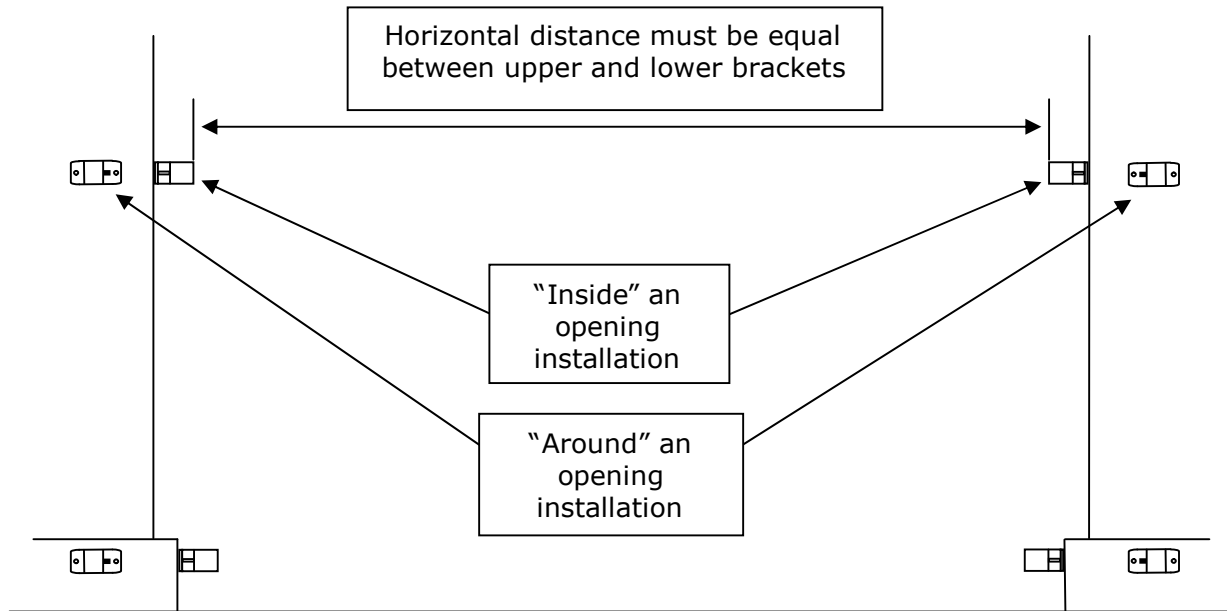 Horizontal distance must be equal
between upper and lower brackets
“Inside” an
opening
installation
“Around” an
opening
installation